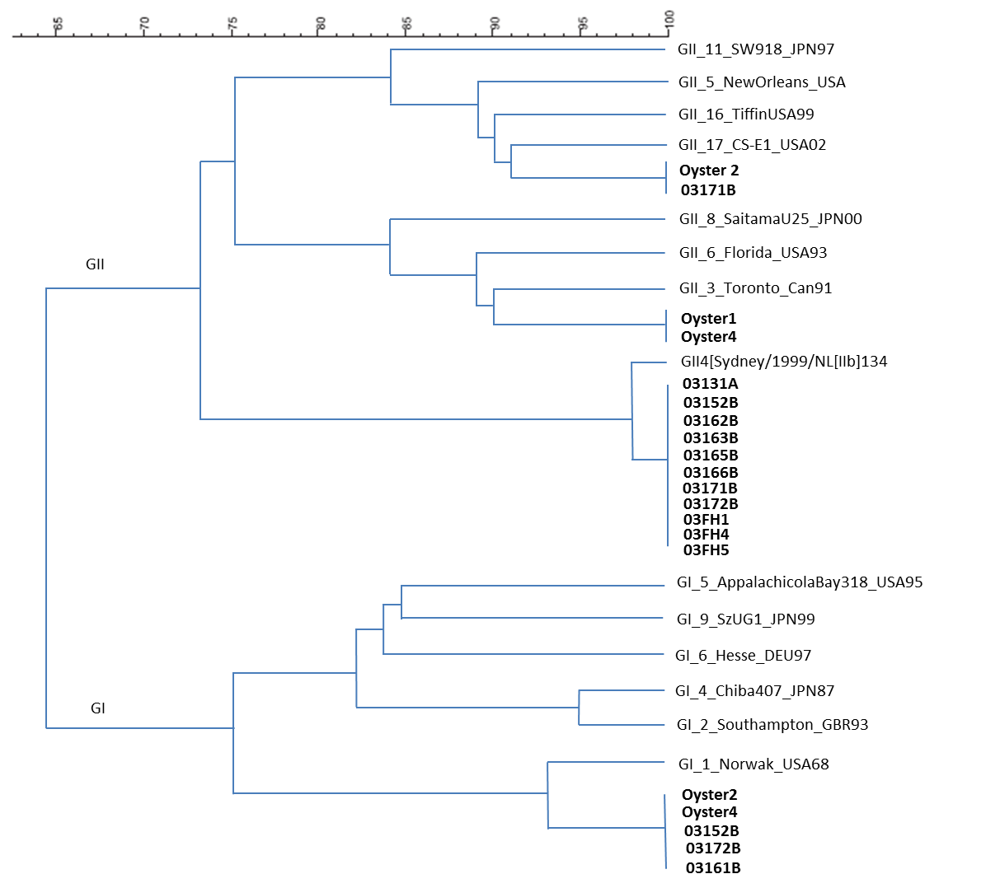 65 70 75 80 85 90 95 100
GII_11_SW918_JPN97
GII_5_NewOrleans_USA
GII_16_TiffinUSA99
GII_17_CS-E1_USA02
Oyster 2
03171B
GII_8_SaitamaU25_JPN00
GII_6_Florida_USA93
GII
GII_3_Toronto_Can91
Oyster1
Oyster4
GII4[Sydney/1999/NL[IIb]134
03131A
03152B
03162B
03163B
03165B
03166B
03171B
03172B
03FH1
03FH4
03FH5
GI_5_AppalachicolaBay318_USA95
GI_9_SzUG1_JPN99
GI_6_Hesse_DEU97
GI_4_Chiba407_JPN87
GI
GI_2_Southampton_GBR93
GI_1_Norwak_USA68
Oyster2
Oyster4
03152B
03172B
03161B